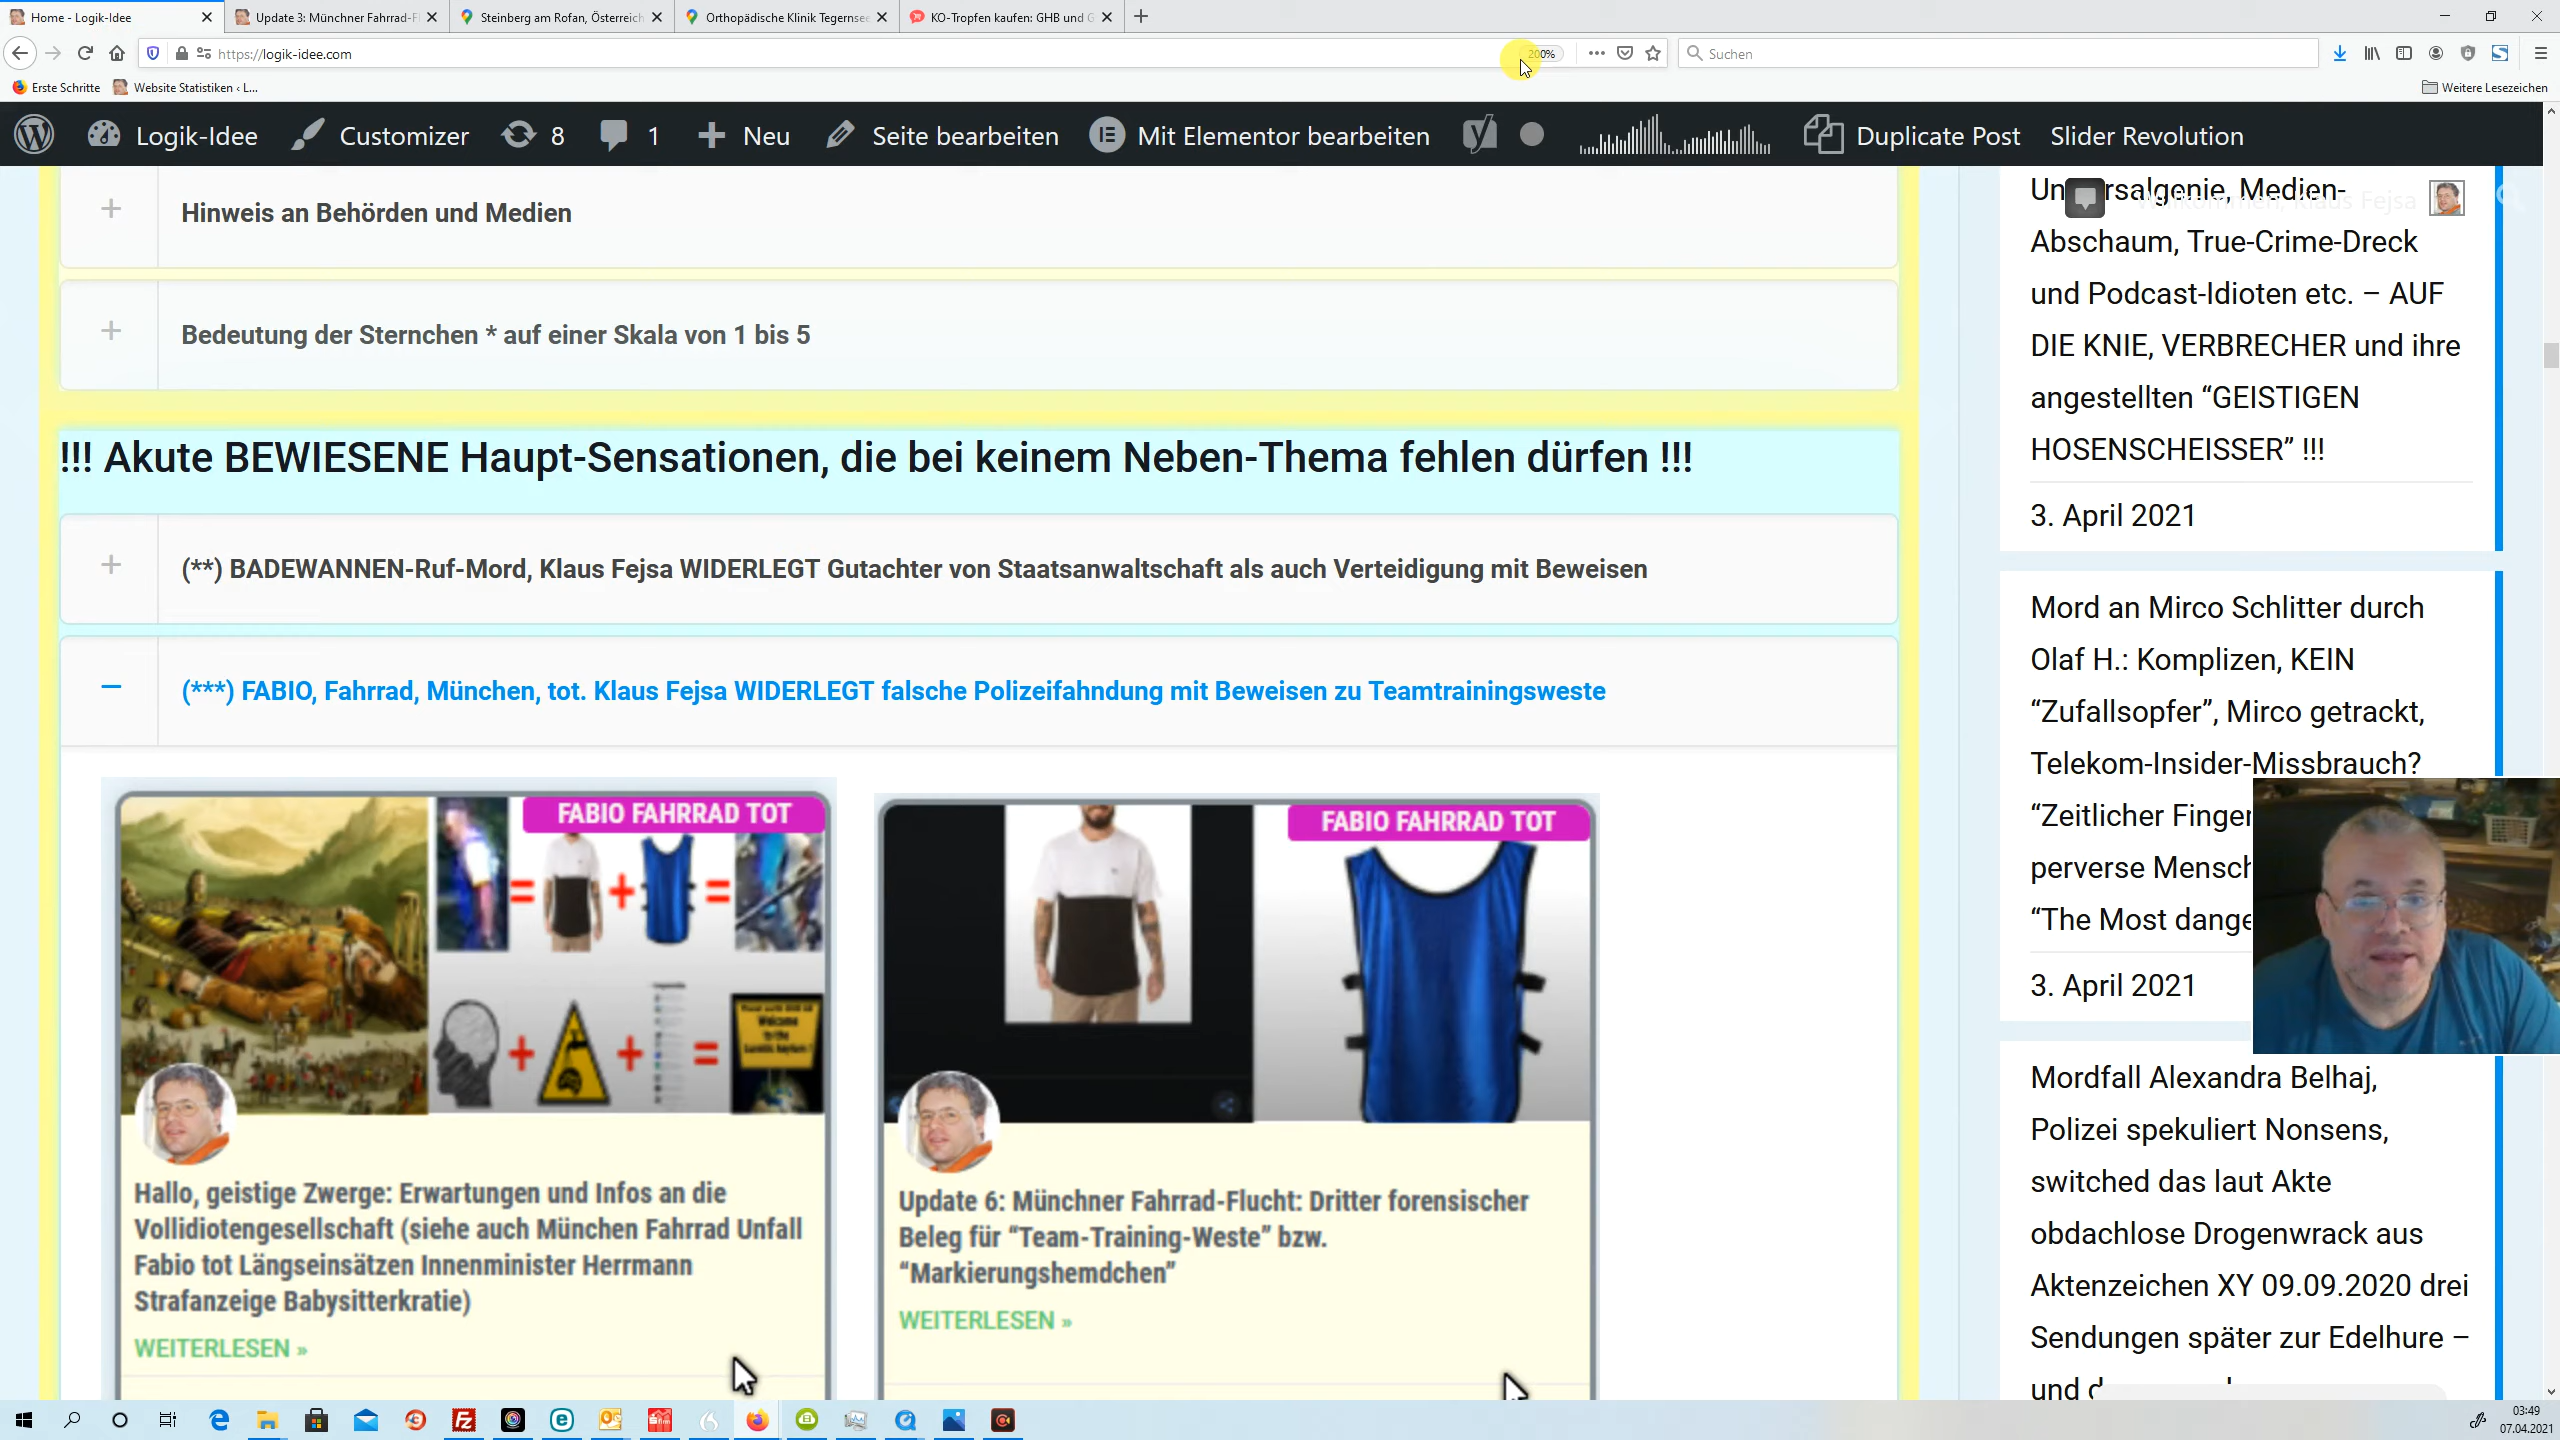 Home - Logik-Idee
Update 3: Münchner Fahrrad-F
Steinberg am Rofan, Österreich
Orthopädische Klinik Tegernsee
KO-Tropfen kaufen: GHB und G
https://logik-idee.com
200%
Suchen
Erste Schritte
Website Statistiken ‹ L...
Weitere Lesezeichen
Logik-Idee
Customizer
8
1
Neu
Seite bearbeiten
Mit Elementor bearbeiten
Duplicate Post
Slider Revolution
Hinweis an Behörden und Medien
Bedeutung der Sternchen * auf einer Skala von 1 bis 5
!!! Akute BEWIESENE Haupt-Sensationen, die bei keinem Neben-Thema fehlen dürfen !!!
(**) BADEWANNEN-Ruf-Mord, Klaus Fejsa WIDERLEGT Gutachter von Staatsanwaltschaft als auch Verteidigung mit Beweisen
(***) FABIO, Fahrrad, München, tot. Klaus Fejsa WIDERLEGT falsche Polizeifahndung mit Beweisen zu Teamtrainingsweste
FABIO FAHRRAD TOT
Hallo, geistige Zwerge: Erwartungen und Infos an die
Vollidiotengesellschaft (siehe auch München Fahrrad Unfall
Fabio tot Längseinsätzen Innenminister Herrmann
Strafanzeige Babysitterkratie)
WEITERLESEN »
FABIO FAHRRAD TOT
Update 6: Münchner Fahrrad-Flucht: Dritter forensischer
Beleg für “Team-Training-Weste” bzw.
“Markierungshemdchen”
WEITERLESEN »
Klaus Fejsa
Medien-
Abschaum, True-Crime-Dreck
und Podcast-Idioten etc. – AUF
DIE KNIE, VERBRECHER und ihre
angestellten “GEISTIGEN
HOSENSCHEISSER” !!!
3. April 2021
Mord an Mirco Schlitter durch
Olaf H.: Komplizen, KEIN
“Zufallsopfer”, Mirco getrackt,
Telekom-Insider-Missbrauch?
“Zeitlicher Finger
perverse Mensch
“The Most dange
3. April 2021
Mordfall Alexandra Belhaj,
Polizei spekuliert Nonsens,
switched das laut Akte
obdachlose Drogenwrack aus
Aktenzeichen XY 09.09.2020 drei
Sendungen später zur Edelhure –
und
03:49
07.04.2021